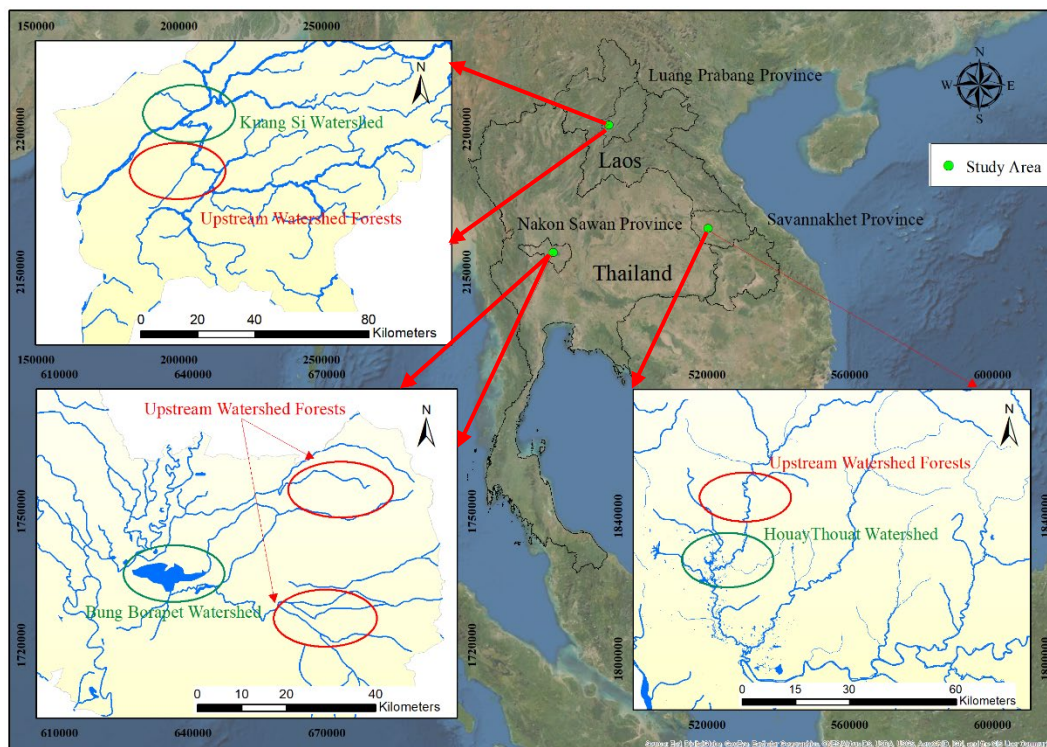 150000 200000 250000
N
Kuang Si Watershed
Upstream Watershed Forests
2200000
2150000
0 20 40 80
Kilometers
150000 200000 250000
2200000
2150000
Luang Prabang Province
Laos
N
W E
S
Study Area
Nakon Sawan Province
Savannakhet Province
Thailand
610000 640000 670000
Upstream Watershed Forests
N
Bung Borapet Watershed
1750000
1720000
0 10 20 40
Kilometers
610000 640000 670000
1750000
1720000
520000 560000 600000
N
Upstream Watershed Forests
HouayThouat Watershed
1840000
1800000
0 15 30 60
Kilometers
520000 560000 600000
1840000
1800000